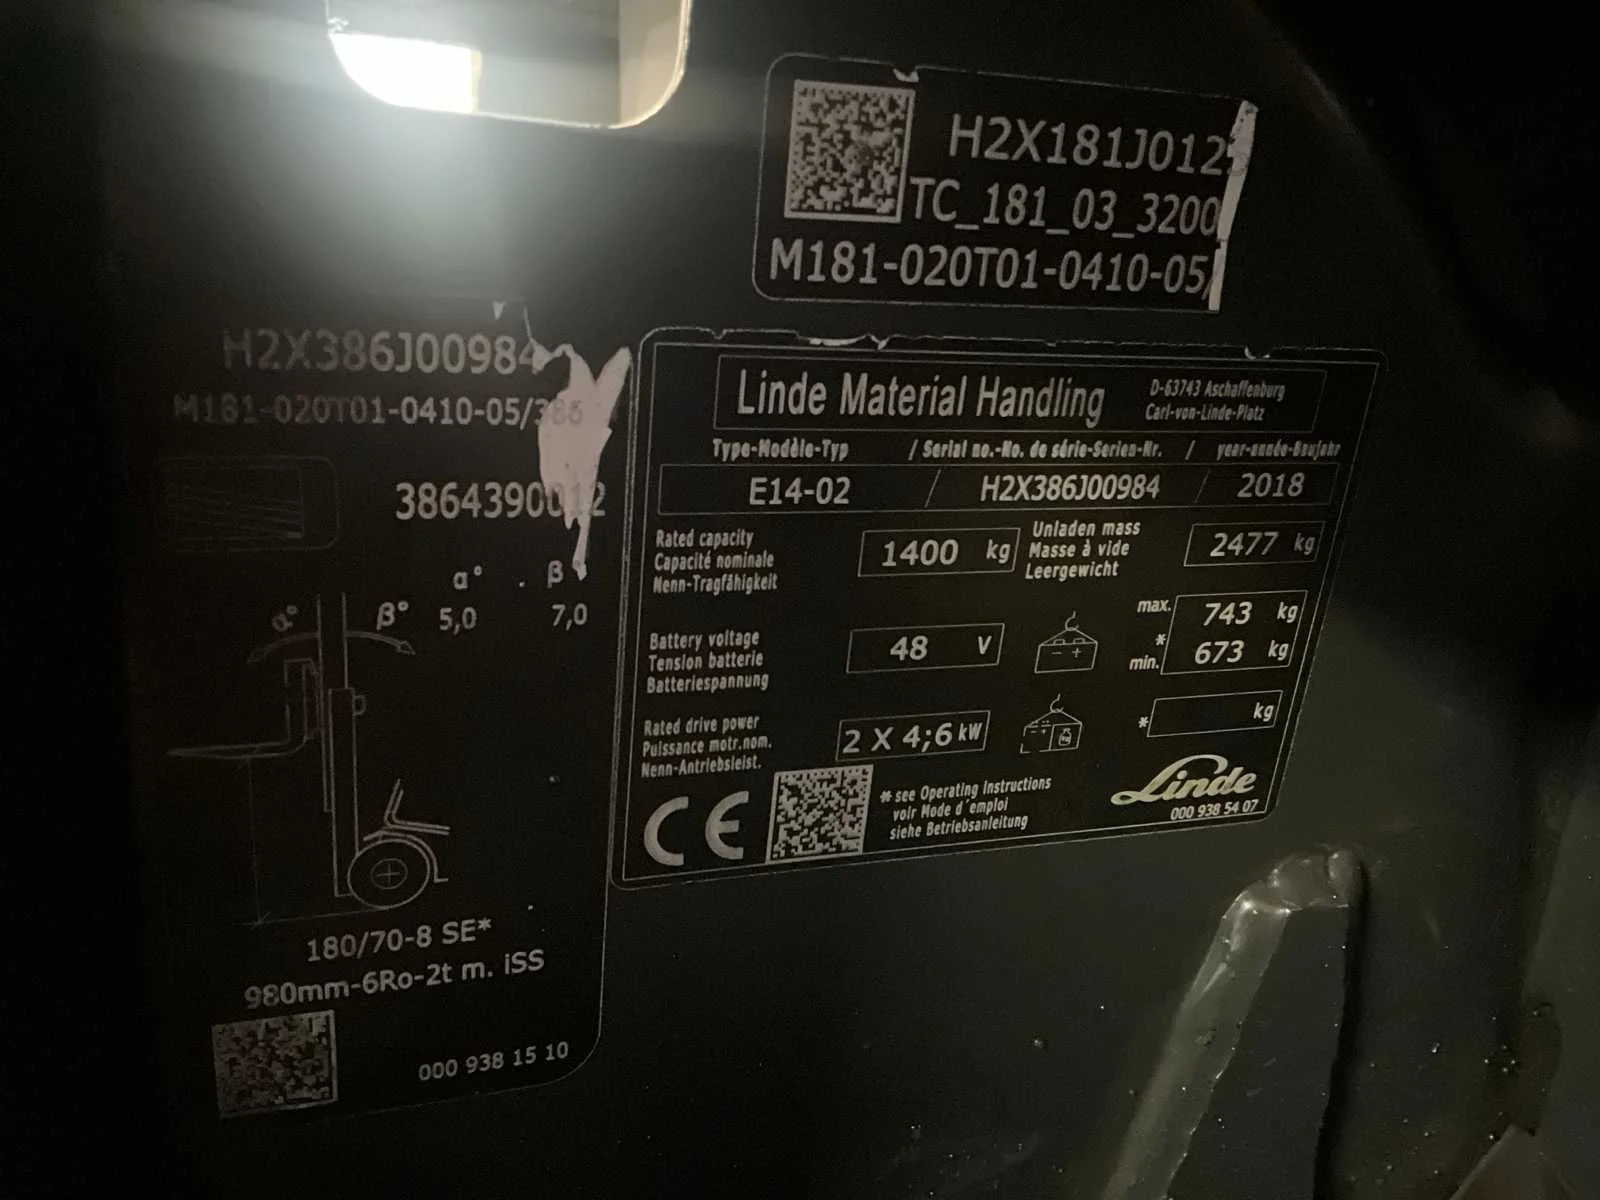 H2X181J012
TC_181_03_3200
M181-020T01-0410-05/
H2X386J00984
M181-020T01-0410-05/386
3864390012
α° β
α° β° 5,0 7,0
180/70-8 SE*
980mm-6Ro-2t m. iSS
000 938 15 10
Linde Material Handling
D-63743 Aschaffenburg
Carl-von-Linde-Platz
Type-Modèle-Typ / Serial no.-No. de série-Serien-Nr. / year-année-Baujahr
E14-02 / H2X386J00984 / 2018
Rated capacity
Capacité nominale
Nenn-Tragfähigkeit
1400 kg
Unladen mass
Masse à vide
Leergewicht
2477 kg
Battery voltage
Tension batterie
Batteriespannung
48 V
- +
max. 743 kg
*
min. 673 kg
Rated drive power
Puissance motr.nom.
Nenn-Antriebsleist.
2 X 4;6 kW
* kg
CE
* see Operating Instructions
voir Mode d'emploi
siehe Betriebsanleitung
Linde
000 938 54 07